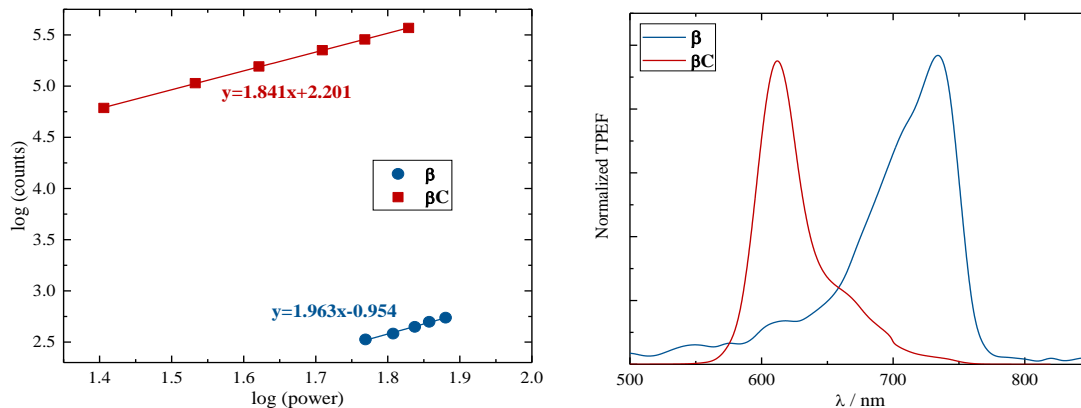 5.5
5.0
4.5
4.0
3.5
3.0
2.5
log (counts)
y=1.841x+2.201
β
βC
y=1.963x-0.954
1.4 1.5 1.6 1.7 1.8 1.9 2.0
log (power)
β
βC
Normalized TPEF
500 600 700 800
λ / nm